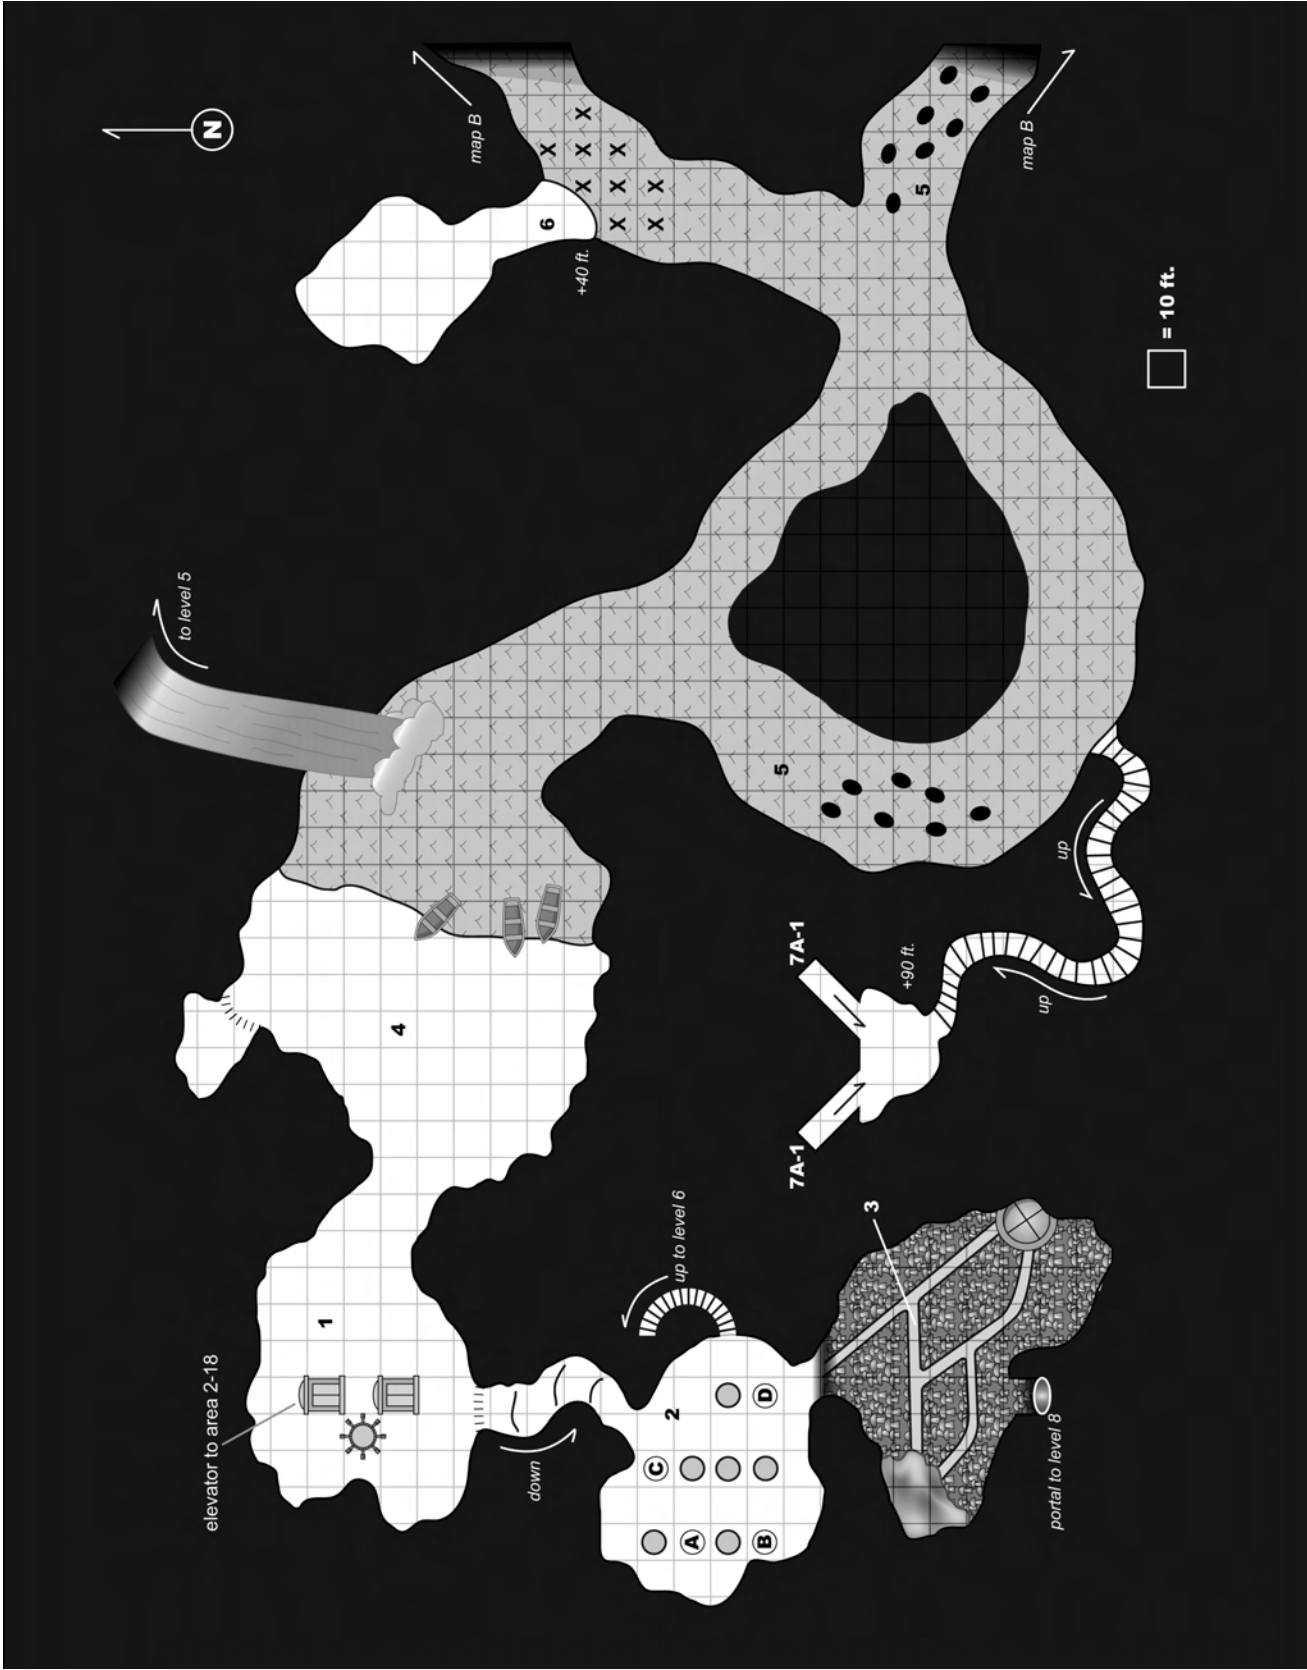 to level 5
elevator to area 2-18
N
1
4
map B
down
6
X
+40 ft.
X X X
X X X
X X
C
2
up to level 6
A
B
D
5
7A-1
7A-1
3
+90 ft.
5
map B
up
portal to level 8
up
= 10 ft.